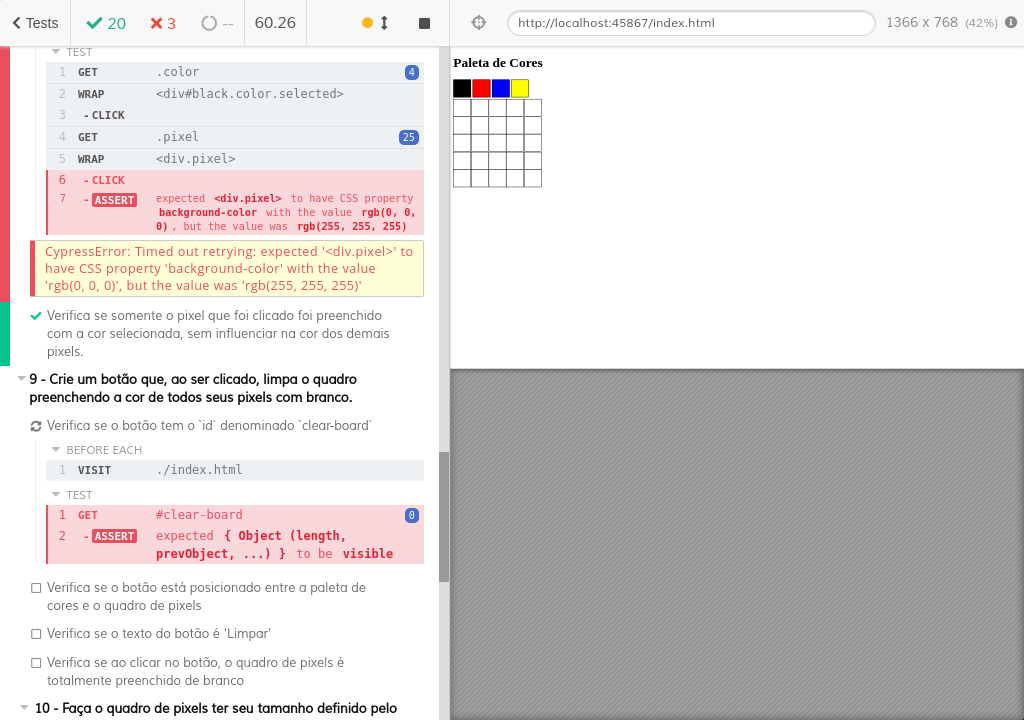 Tests 20 3 -- 60.26
http://localhost:45867/index.html 1366 x 768 (42%)
TEST
1 GET .color 4
2 WRAP <div#black.color.selected>
3 - CLICK
4 GET .pixel 25
5 WRAP <div.pixel>
6 - CLICK
7 - ASSERT expected <div.pixel> to have CSS property
background-color with the value rgb(0, 0,
0) , but the value was rgb(255, 255, 255)
CypressError: Timed out retrying: expected '<div.pixel>' to
have CSS property 'background-color' with the value
'rgb(0, 0, 0)', but the value was 'rgb(255, 255, 255)'
Verifica se somente o pixel que foi clicado foi preenchido
com a cor selecionada, sem influenciar na cor dos demais
pixels.
9 - Crie um botão que, ao ser clicado, limpa o quadro
preenchendo a cor de todos seus pixels com branco.
Verifica se o botão tem o `id` denominado `clear-board`
BEFORE EACH
1 VISIT ./index.html
TEST
1 GET #clear-board 0
2 - ASSERT expected { Object (length,
prevObject, ...) } to be visible
Verifica se o botão está posicionado entre a paleta de
cores e o quadro de pixels
Verifica se o texto do botão é 'Limpar'
Verifica se ao clicar no botão, o quadro de pixels é
totalmente preenchido de branco
10 - Faça o quadro de pixels ter seu tamanho definido pelo
Paleta de Cores